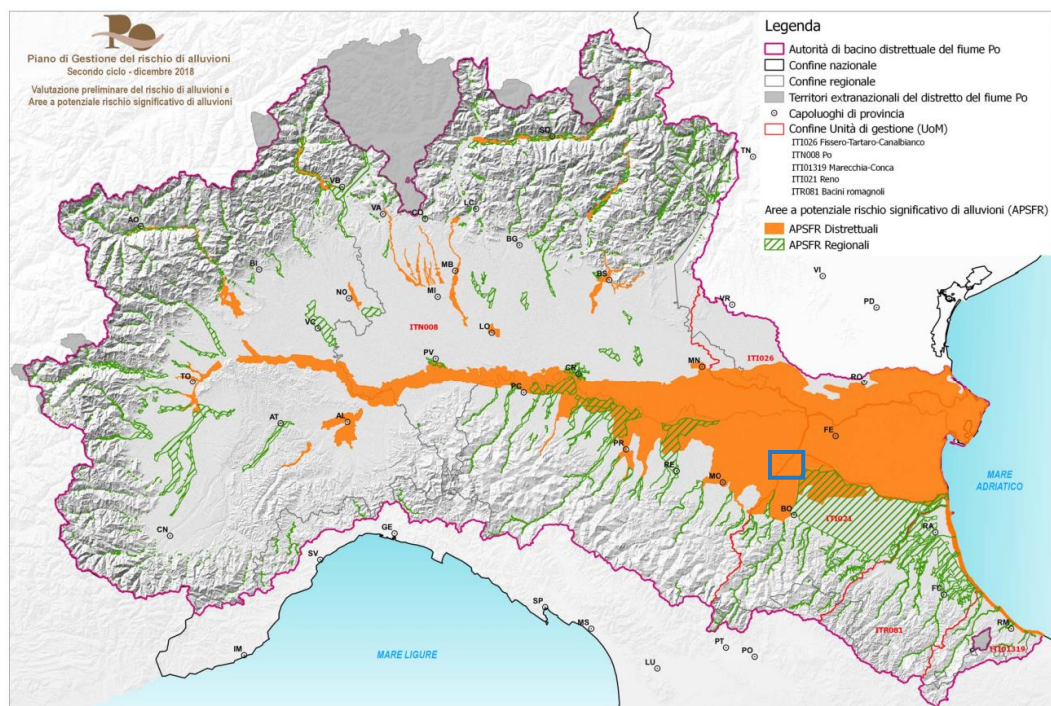 PO
Piano di Gestione del rischio di alluvioni
Secondo ciclo - dicembre 2018
Valutazione preliminare del rischio di alluvioni e
Aree a potenziale rischio significativo di alluvioni
Legenda
Autorità di bacino distrettuale del fiume Po
Confine nazionale
Confine regionale
Territori extranazionali del distretto del fiume Po
Capoluoghi di provincia
Confine Unità di gestione (UoM)
ITI026 Fissero-Tartaro-Canalbianco
ITN008 Po
ITI01319 Marecchia-Conca
ITI021 Reno
ITR081 Bacini romagnoli
Aree a potenziale rischio significativo di alluvioni (APSFR)
APSFR Distrettuali
APSFR Regionali
SO
TN
VB
VA
CO
LC
AO
BG
BI
MB
BS
VI
NO
MI
VR
PD
VE
VC
ITN008
LO
PV
MN
ITI026
TO
CR
RO
PC
AT
AL
FE
PR
RE
MO
MARE
ADRIATICO
BO
ITI021
CN
GE
RA
SV
FC
SP
MS
ITR081
RM
IM
MARE LIGURE
PT
PO
LU
ITI01319